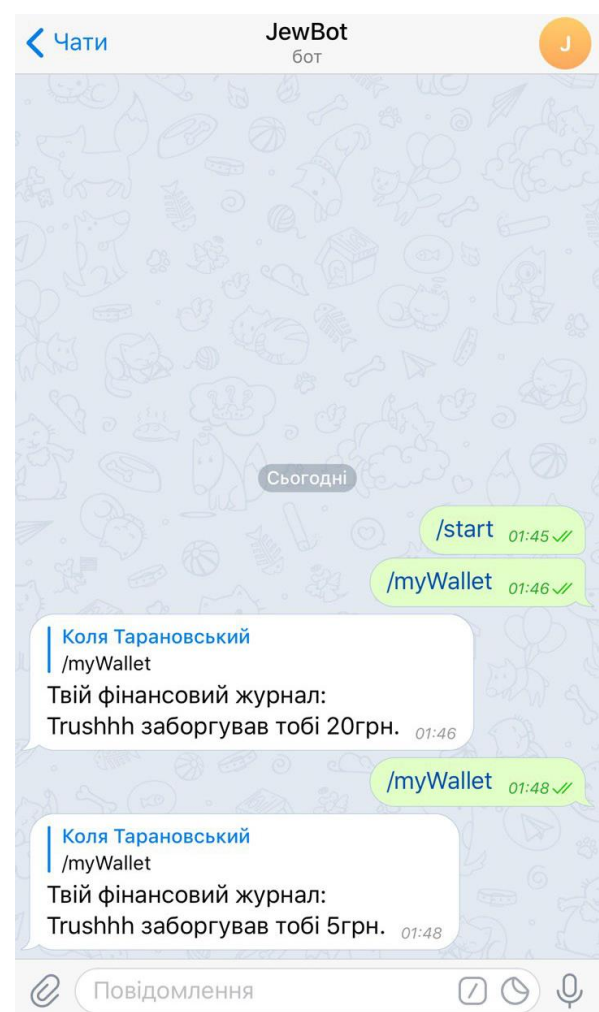 Чати
JewBot
бот
J
Сьогодні
/start 01:45
/myWallet 01:46
Коля Тарановський
/myWallet
Твій фінансовий журнал:
Trushhh заборгував тобі 20грн. 01:46
/myWallet 01:48
Коля Тарановський
/myWallet
Твій фінансовий журнал:
Trushhh заборгував тобі 5грн. 01:48
Повідомлення